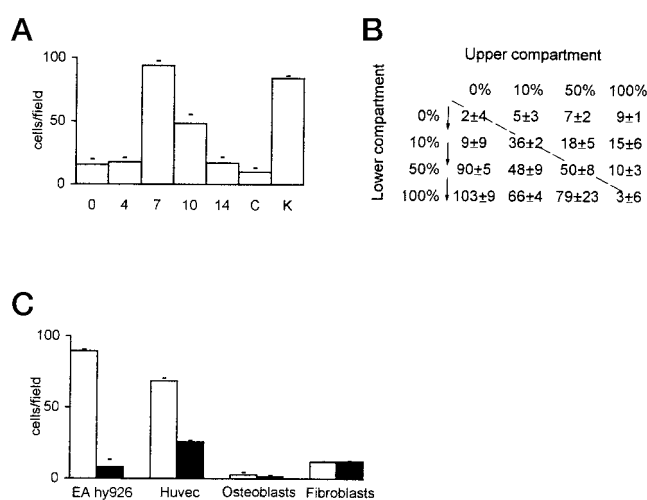 A
cells/field
100
50
0
0 4 7 10 14 C K
B
Upper compartment
Lower compartment
0% 10% 50% 100%
0% 2±4 5±3 7±2 9±1
10% 9±9 36±2 18±5 15±6
50% 90±5 48±9 50±8 10±3
100% 103±9 66±4 79±23 3±6
C
cells/field
100
50
0
EA hy926 Huvec Osteoblasts Fibroblasts